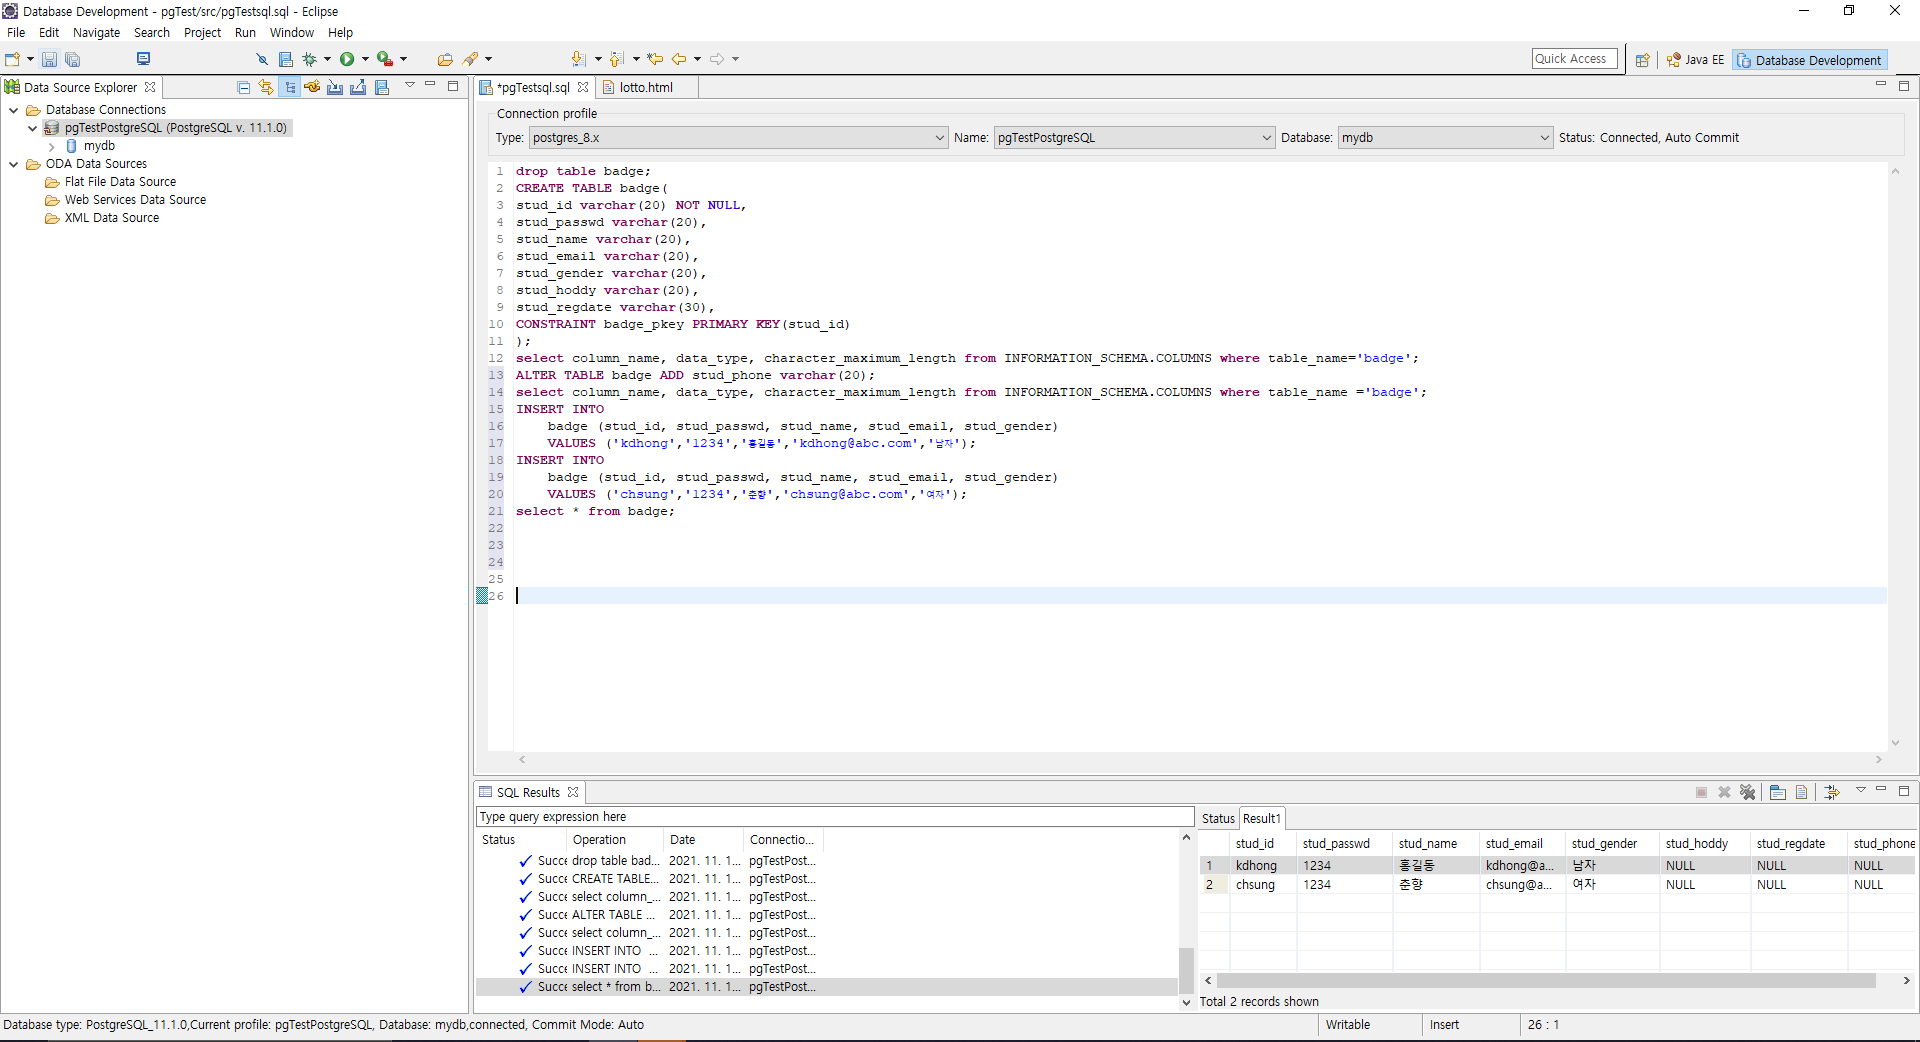 Database Development - pgTest/src/pgTestsql.sql - Eclipse
File Edit Navigate Search Project Run Window Help
Quick Access Java EE Database Development
Data Source Explorer
Database Connections
pgTestPostgreSQL (PostgreSQL v. 11.1.0)
mydb
ODA Data Sources
Flat File Data Source
Web Services Data Source
XML Data Source
*pgTestsql.sql lotto.html
Connection profile
Type: postgres_8.x Name: pgTestPostgreSQL Database: mydb Status: Connected, Auto Commit
1 drop table badge;
2 CREATE TABLE badge(
3 stud_id varchar(20) NOT NULL,
4 stud_passwd varchar(20),
5 stud_name varchar(20),
6 stud_email varchar(20),
7 stud_gender varchar(20),
8 stud_hoddy varchar(20),
9 stud_regdate varchar(30),
10 CONSTRAINT badge_pkey PRIMARY KEY(stud_id)
11 );
12 select column_name, data_type, character_maximum_length from INFORMATION_SCHEMA.COLUMNS where table_name='badge';
13 ALTER TABLE badge ADD stud_phone varchar(20);
14 select column_name, data_type, character_maximum_length from INFORMATION_SCHEMA.COLUMNS where table_name ='badge';
15 INSERT INTO
16 badge (stud_id, stud_passwd, stud_name, stud_email, stud_gender)
17 VALUES ('kdhong','1234','홍길동','kdhong@abc.com','남자');
18 INSERT INTO
19 badge (stud_id, stud_passwd, stud_name, stud_email, stud_gender)
20 VALUES ('chsung','1234','춘향','chsung@abc.com','여자');
21 select * from badge;
22
23
24
25
26
SQL Results
Type query expression here
Status Operation Date Connectio...
Succe drop table bad... 2021. 11. 1... pgTestPost...
Succe CREATE TABLE... 2021. 11. 1... pgTestPost...
Succe select column_... 2021. 11. 1... pgTestPost...
Succe ALTER TABLE ... 2021. 11. 1... pgTestPost...
Succe select column_... 2021. 11. 1... pgTestPost...
Succe INSERT INTO ... 2021. 11. 1... pgTestPost...
Succe INSERT INTO ... 2021. 11. 1... pgTestPost...
Succe select * from b... 2021. 11. 1... pgTestPost...
Status Result1
stud_id stud_passwd stud_name stud_email stud_gender stud_hoddy stud_regdate stud_phone
1 kdhong 1234 홍길동 kdhong@a... 남자 NULL NULL NULL
2 chsung 1234 춘향 chsung@a... 여자 NULL NULL NULL
Total 2 records shown
Database type: PostgreSQL_11.1.0,Current profile: pgTestPostgreSQL, Database: mydb,connected, Commit Mode: Auto
Writable Insert 26 : 1